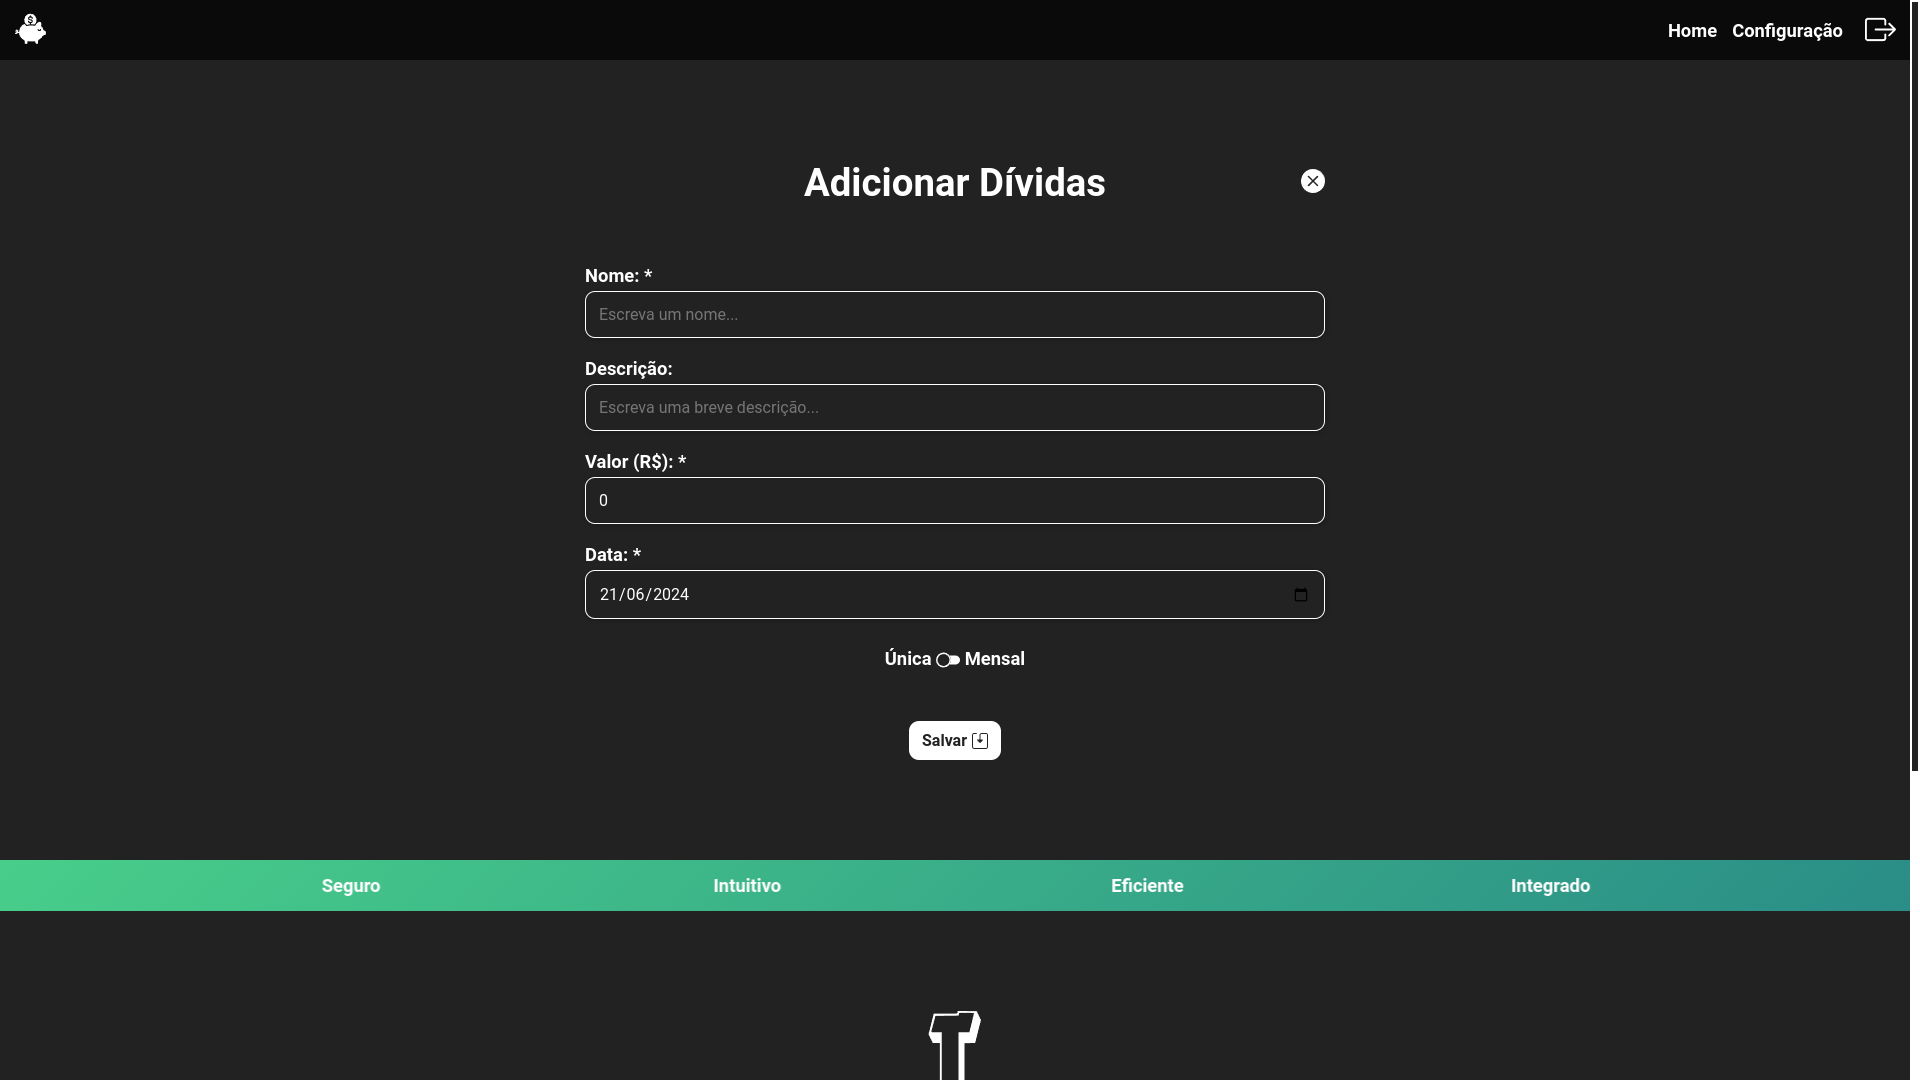 Home Configuração
Adicionar Dívidas
Nome: *
Escreva um nome...
Descrição:
Escreva uma breve descrição...
Valor (R$): *
0
Data: *
21/06/2024
Única Mensal
Salvar
Seguro Intuitivo Eficiente Integrado